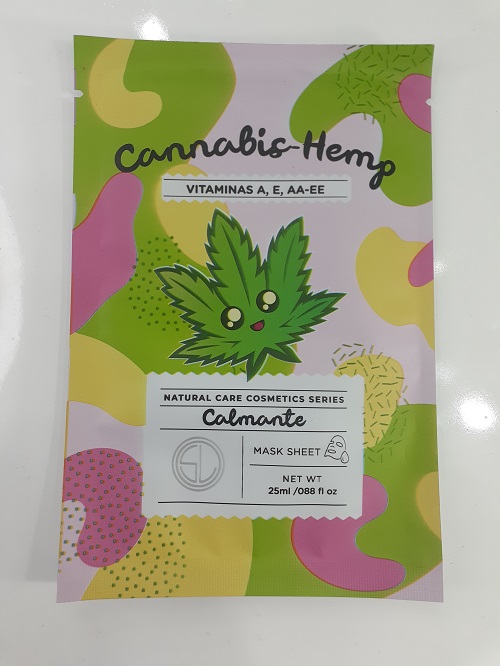 Cannabis-Hemp
VITAMINAS A, E, AA-EE
NATURAL CARE COSMETICS SERIES
Calmante
MASK SHEET
NET WT
25ml /088 fl oz